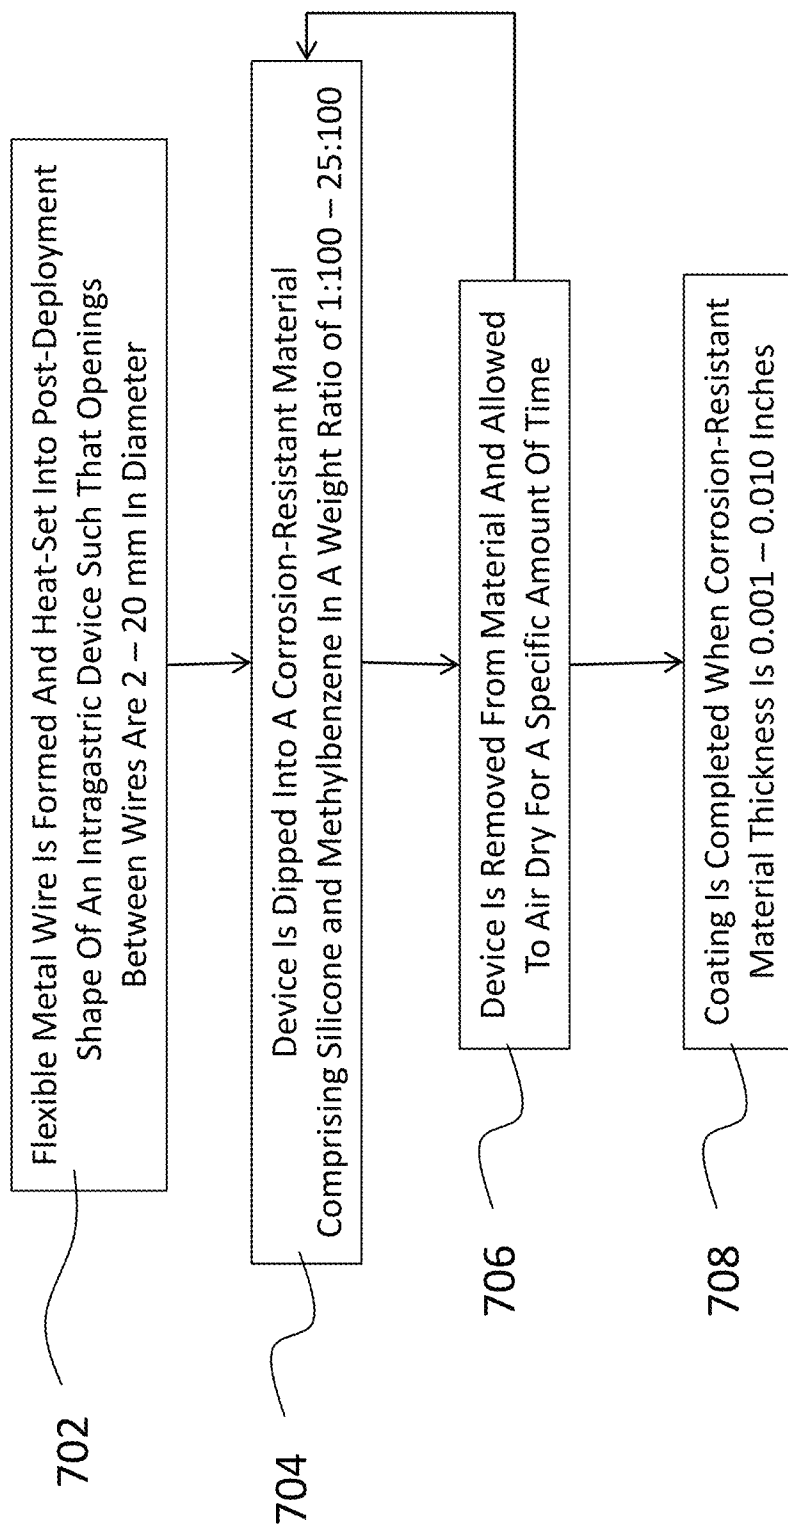 702
Flexible Metal Wire Is Formed And Heat-Set Into Post-Deployment
Shape Of An Intragastric Device Such That Openings
Between Wires Are 2 – 20 mm In Diameter
704
Device Is Dipped Into A Corrosion-Resistant Material
Comprising Silicone and Methylbenzene In A Weight Ratio of 1:100 – 25:100
706
Device Is Removed From Material And Allowed
To Air Dry For A Specific Amount Of Time
708
Coating Is Completed When Corrosion-Resistant
Material Thickness Is 0.001 – 0.010 Inches